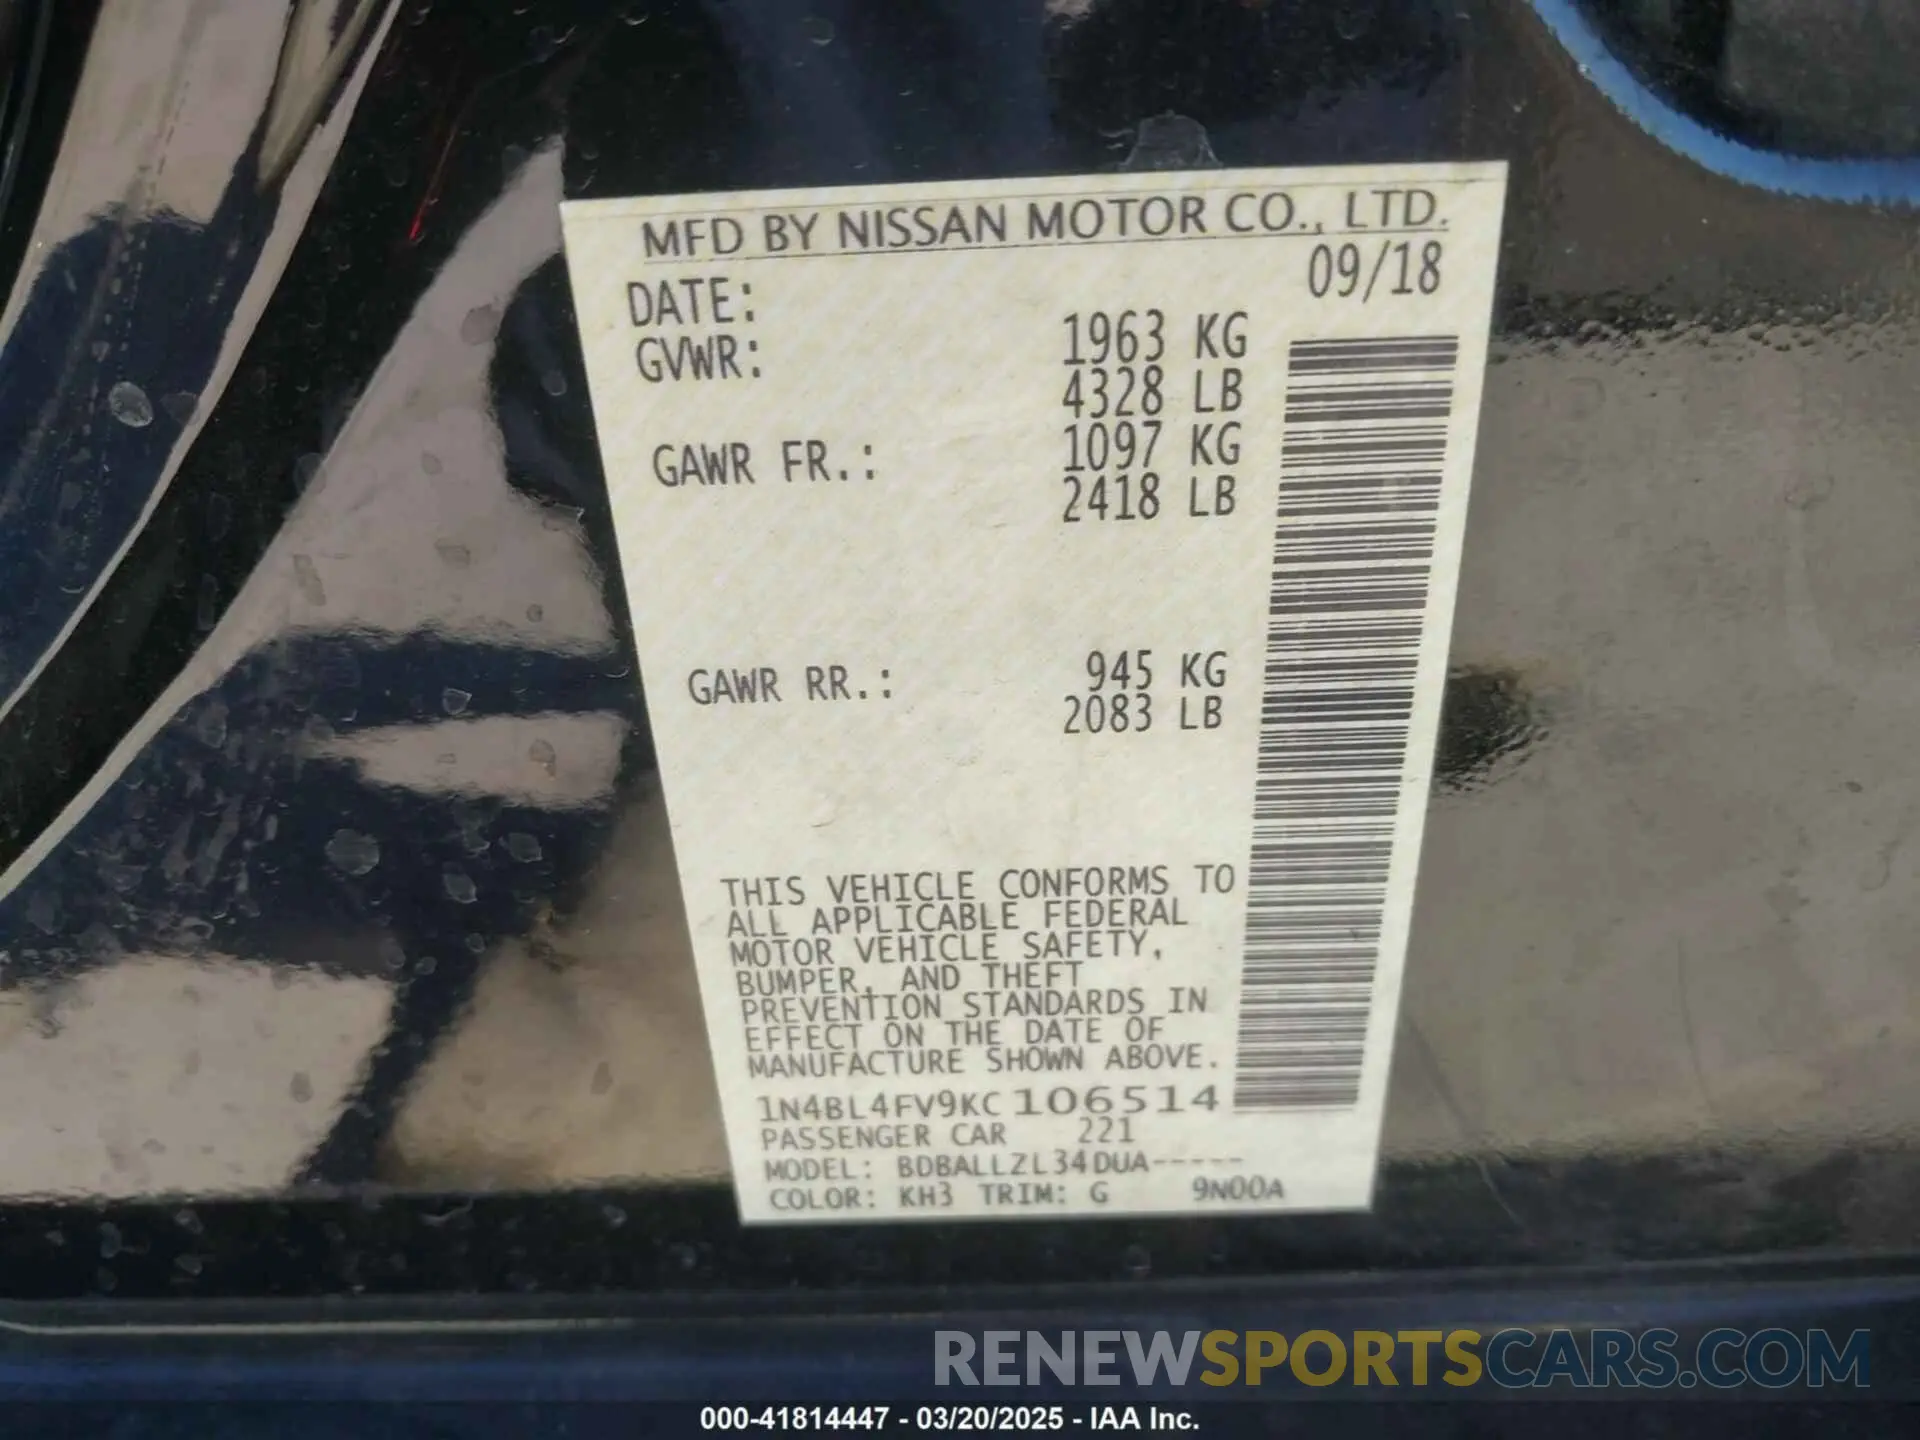 MFD BY NISSAN MOTOR CO., LTD.
DATE: 09/18
GVWR: 1963 KG
4328 LB
GAWR FR.: 1097 KG
2418 LB
GAWR RR.: 945 KG
2083 LB
THIS VEHICLE CONFORMS TO
ALL APPLICABLE FEDERAL
MOTOR VEHICLE SAFETY,
BUMPER, AND THEFT
PREVENTION STANDARDS IN
EFFECT ON THE DATE OF
MANUFACTURE SHOWN ABOVE.
1N4BL4FV9KC106514
PASSENGER CAR 221
MODEL: BDBALLZL34DUA-----
COLOR: KH3 TRIM: G 9N00A
RENEWSPORTSCARS.COM
000-41814447 - 03/20/2025 - IAA Inc.